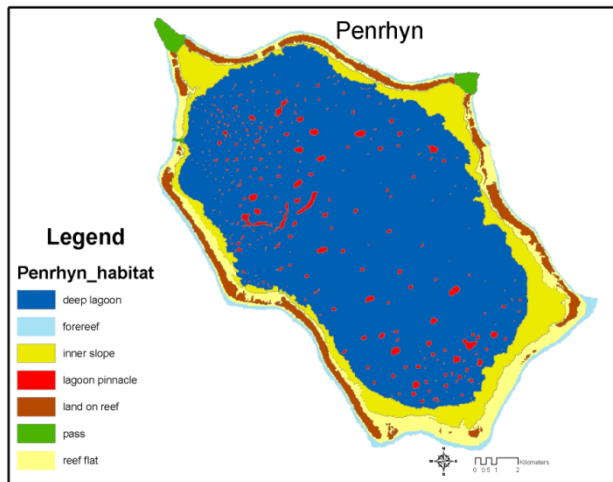 Penrhyn
Legend
Penrhyn_habitat
deep lagoon
forereef
inner slope
lagoon pinnacle
land on reef
pass
reef flat
0 0.5 1 2
Kilometers